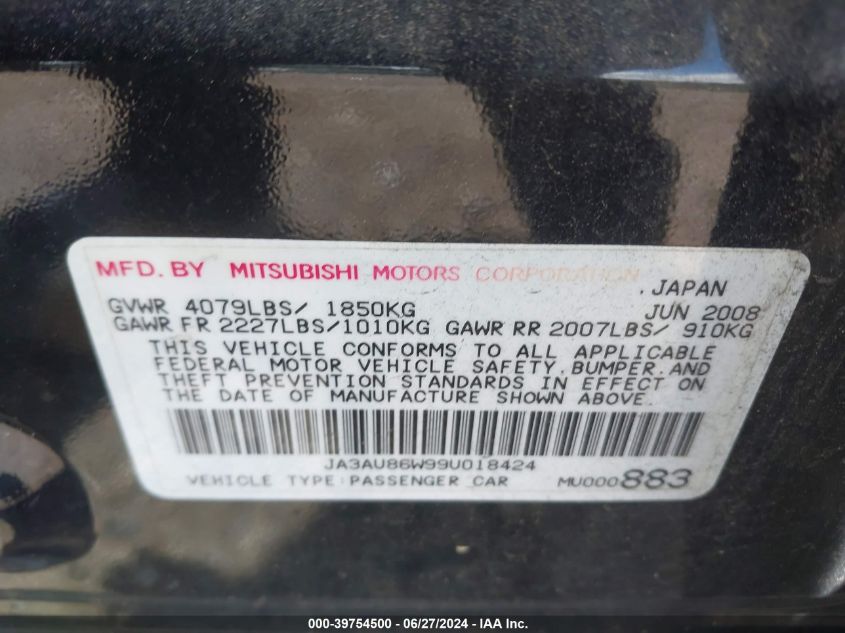 MFD. BY MITSUBISHI MOTORS CORPORATION
, JAPAN
GVWR 4079LBS/ 1850KG JUN 2008
GAWR FR 2227LBS/1010KG GAWR RR 2007LBS/ 910KG
THIS VEHICLE CONFORMS TO ALL APPLICABLE
FEDERAL MOTOR VEHICLE SAFETY, BUMPER, AND
THEFT PREVENTION STANDARDS IN EFFECT ON
THE DATE OF MANUFACTURE SHOWN ABOVE.
JA3AU86W99U018424
VEHICLE TYPE:PASSENGER CAR MU000883
000-39754500 - 06/27/2024 - IAA Inc.